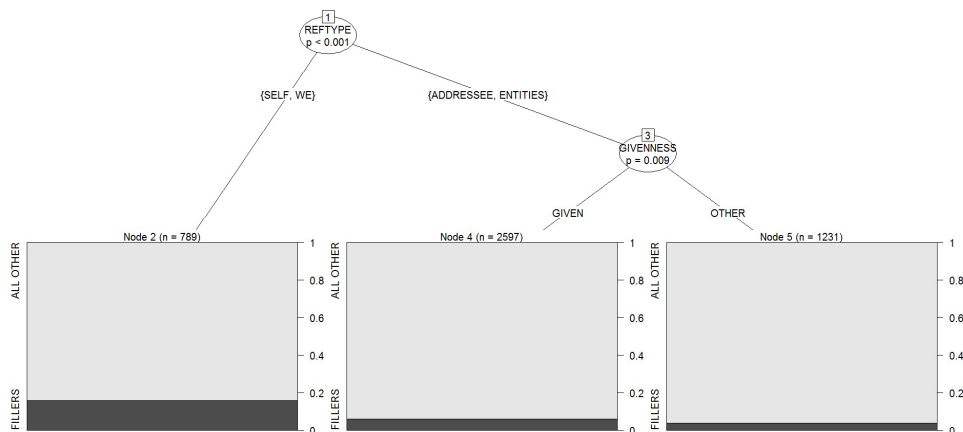 1
REFTYPE
p < 0.001
{SELF, WE}
{ADDRESSEE, ENTITIES}
3
GIVENNESS
p = 0.009
GIVEN
OTHER
Node 2 (n = 789)
ALL OTHER
FILLERS
1
0.8
0.6
0.4
0.2
0
Node 4 (n = 2597)
ALL OTHER
FILLERS
1
0.8
0.6
0.4
0.2
0
Node 5 (n = 1231)
ALL OTHER
FILLERS
1
0.8
0.6
0.4
0.2
0